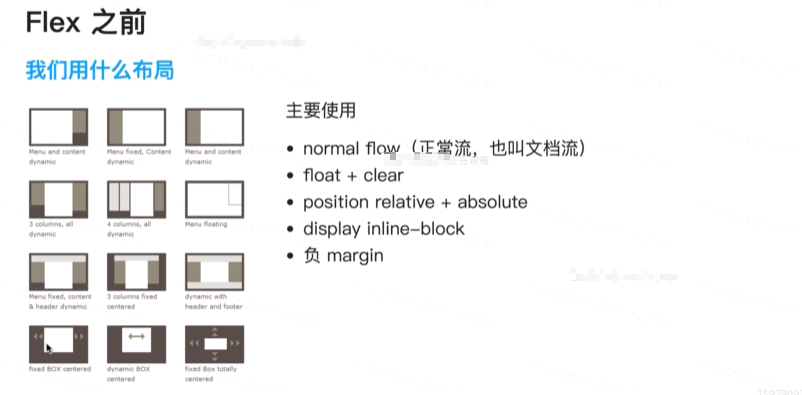 Flex 之前
我们用什么布局
主要使用
• normal flow（正常流，也叫文档流）
• float + clear
• position relative + absolute
• display inline-block
• 负 margin
Menu and content
dynamic
Menu fixed, Content
dynamic
Menu and content
dynamic
3 columns, all
dynamic
4 columns, all
dynamic
Menu floating
Menu fixed, content
& header dynamic
3 columns fixed
centered
dynamic with
header and footer
fixed BOX centered
dynamic BOX
centered
fixed Box totally
centered